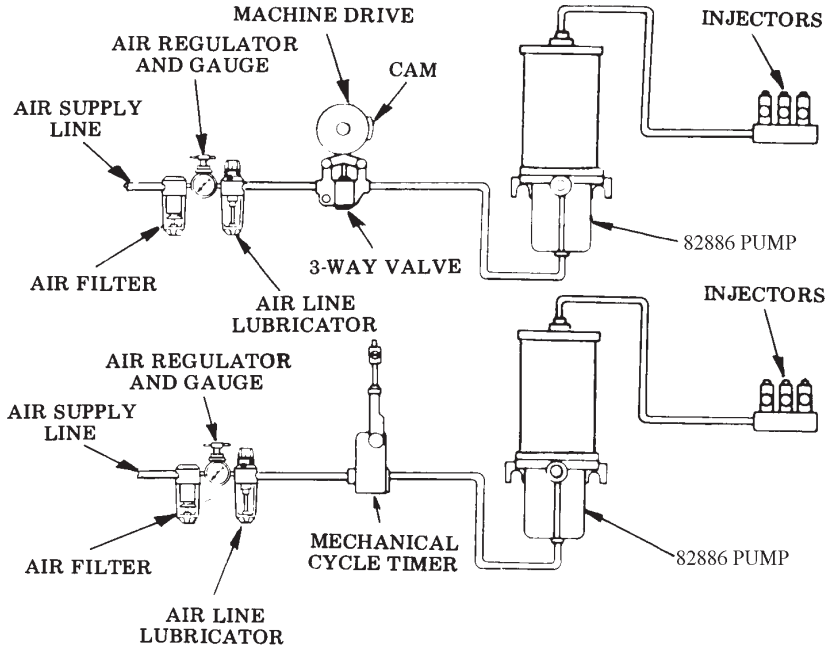 MACHINE DRIVE
INJECTORS
AIR REGULATOR
AND GAUGE
CAM
AIR SUPPLY
LINE
82886 PUMP
3-WAY VALVE
AIR FILTER
AIR LINE
LUBRICATOR
INJECTORS
AIR REGULATOR
AND GAUGE
AIR SUPPLY
LINE
MECHANICAL
CYCLE TIMER
82886 PUMP
AIR FILTER
AIR LINE
LUBRICATOR